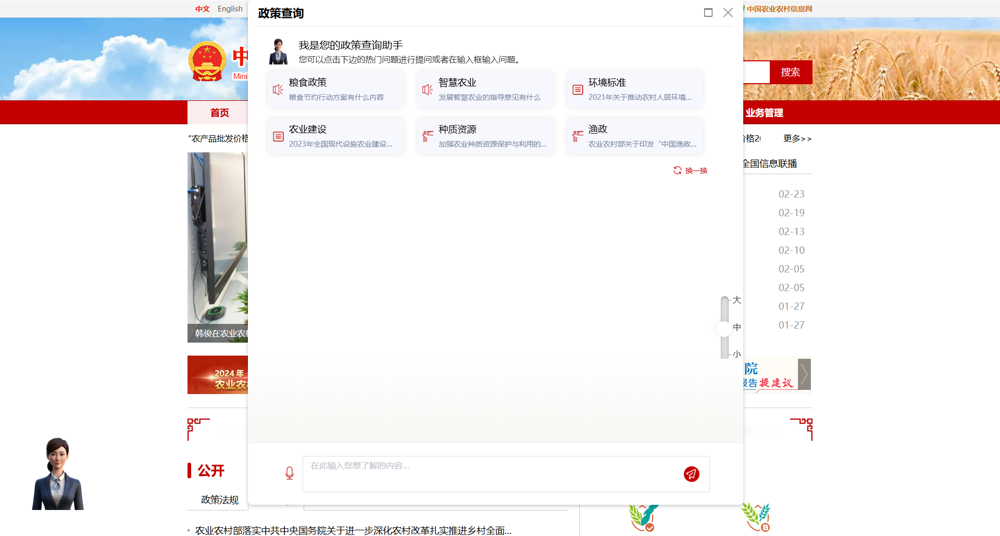 中文 English
中国农业农村信息网
政策查询
中
Mini
搜索
首页
业务管理
我是您的政策查询助手
您可以点击下边的热门问题进行提问或者在输入框输入问题。
粮食政策
粮食节约行动方案有什么内容
智慧农业
发展智慧农业的指导意见有什么
环境标准
2021年关于推动农村人居环境...
农业建设
2023年全国现代设施农业建设...
种质资源
加强农业种质资源保护与利用的...
渔政
农业农村部关于印发“中国渔政...
换一换
“农产品批发价格
价格20
更多>>
全国信息联播
02-23
02-19
02-13
02-10
02-05
02-05
01-27
01-27
大
中
小
韩俊在农业农村
2024年
农业农村
院
报告 提建议
在此输入您想了解的内容...
公开
政策法规
农业农村部落实中共中央国务院关于进一步深化农村改革扎实推进乡村全面...